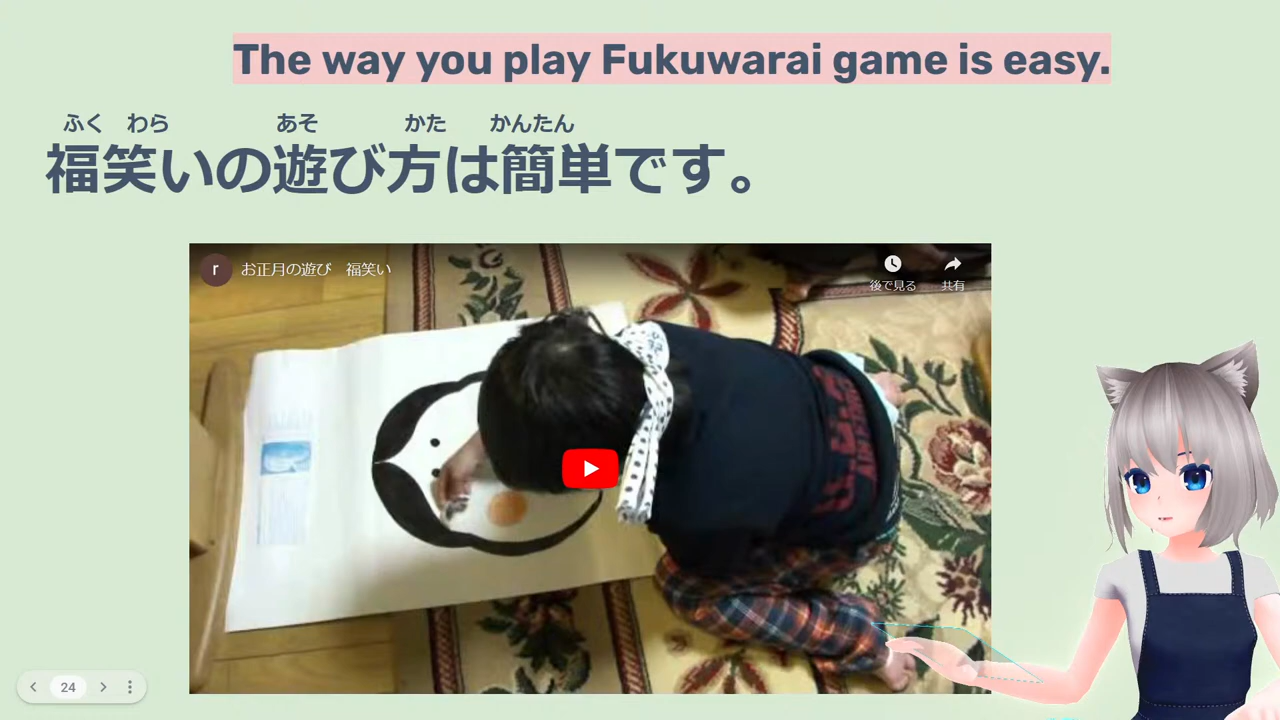 The way you play Fukuwarai game is easy.
ふく わら あそ かた かんたん
福笑いの遊び方は簡単です。
r お正月の遊び 福笑い
後で見る 共有
24